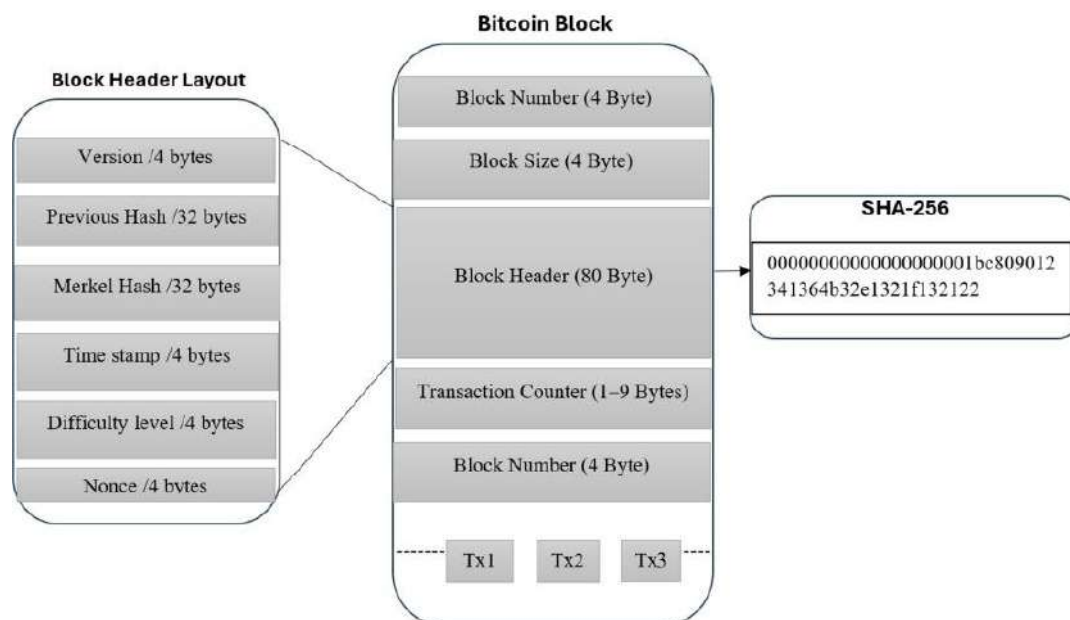 Bitcoin Block
Block Header Layout
Version /4 bytes
Previous Hash /32 bytes
Merkel Hash /32 bytes
Time stamp /4 bytes
Difficulty level /4 bytes
Nonce /4 bytes
Block Number (4 Byte)
Block Size (4 Byte)
Block Header (80 Byte)
Transaction Counter (1–9 Bytes)
Block Number (4 Byte)
Tx1 Tx2 Tx3
SHA-256
00000000000000000001bc809012
341364b32e1321f132122